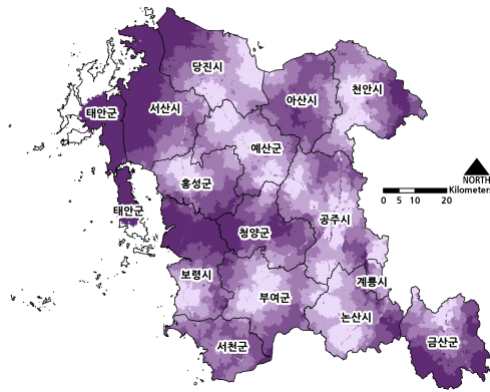 당진시
아산시
천안시
태안군
서산시
예산군
홍성군
태안군
청양군
공주시
보령시
부여군
계룡시
논산시
서천군
금산군
NORTH
0 5 10 20 Kilometers